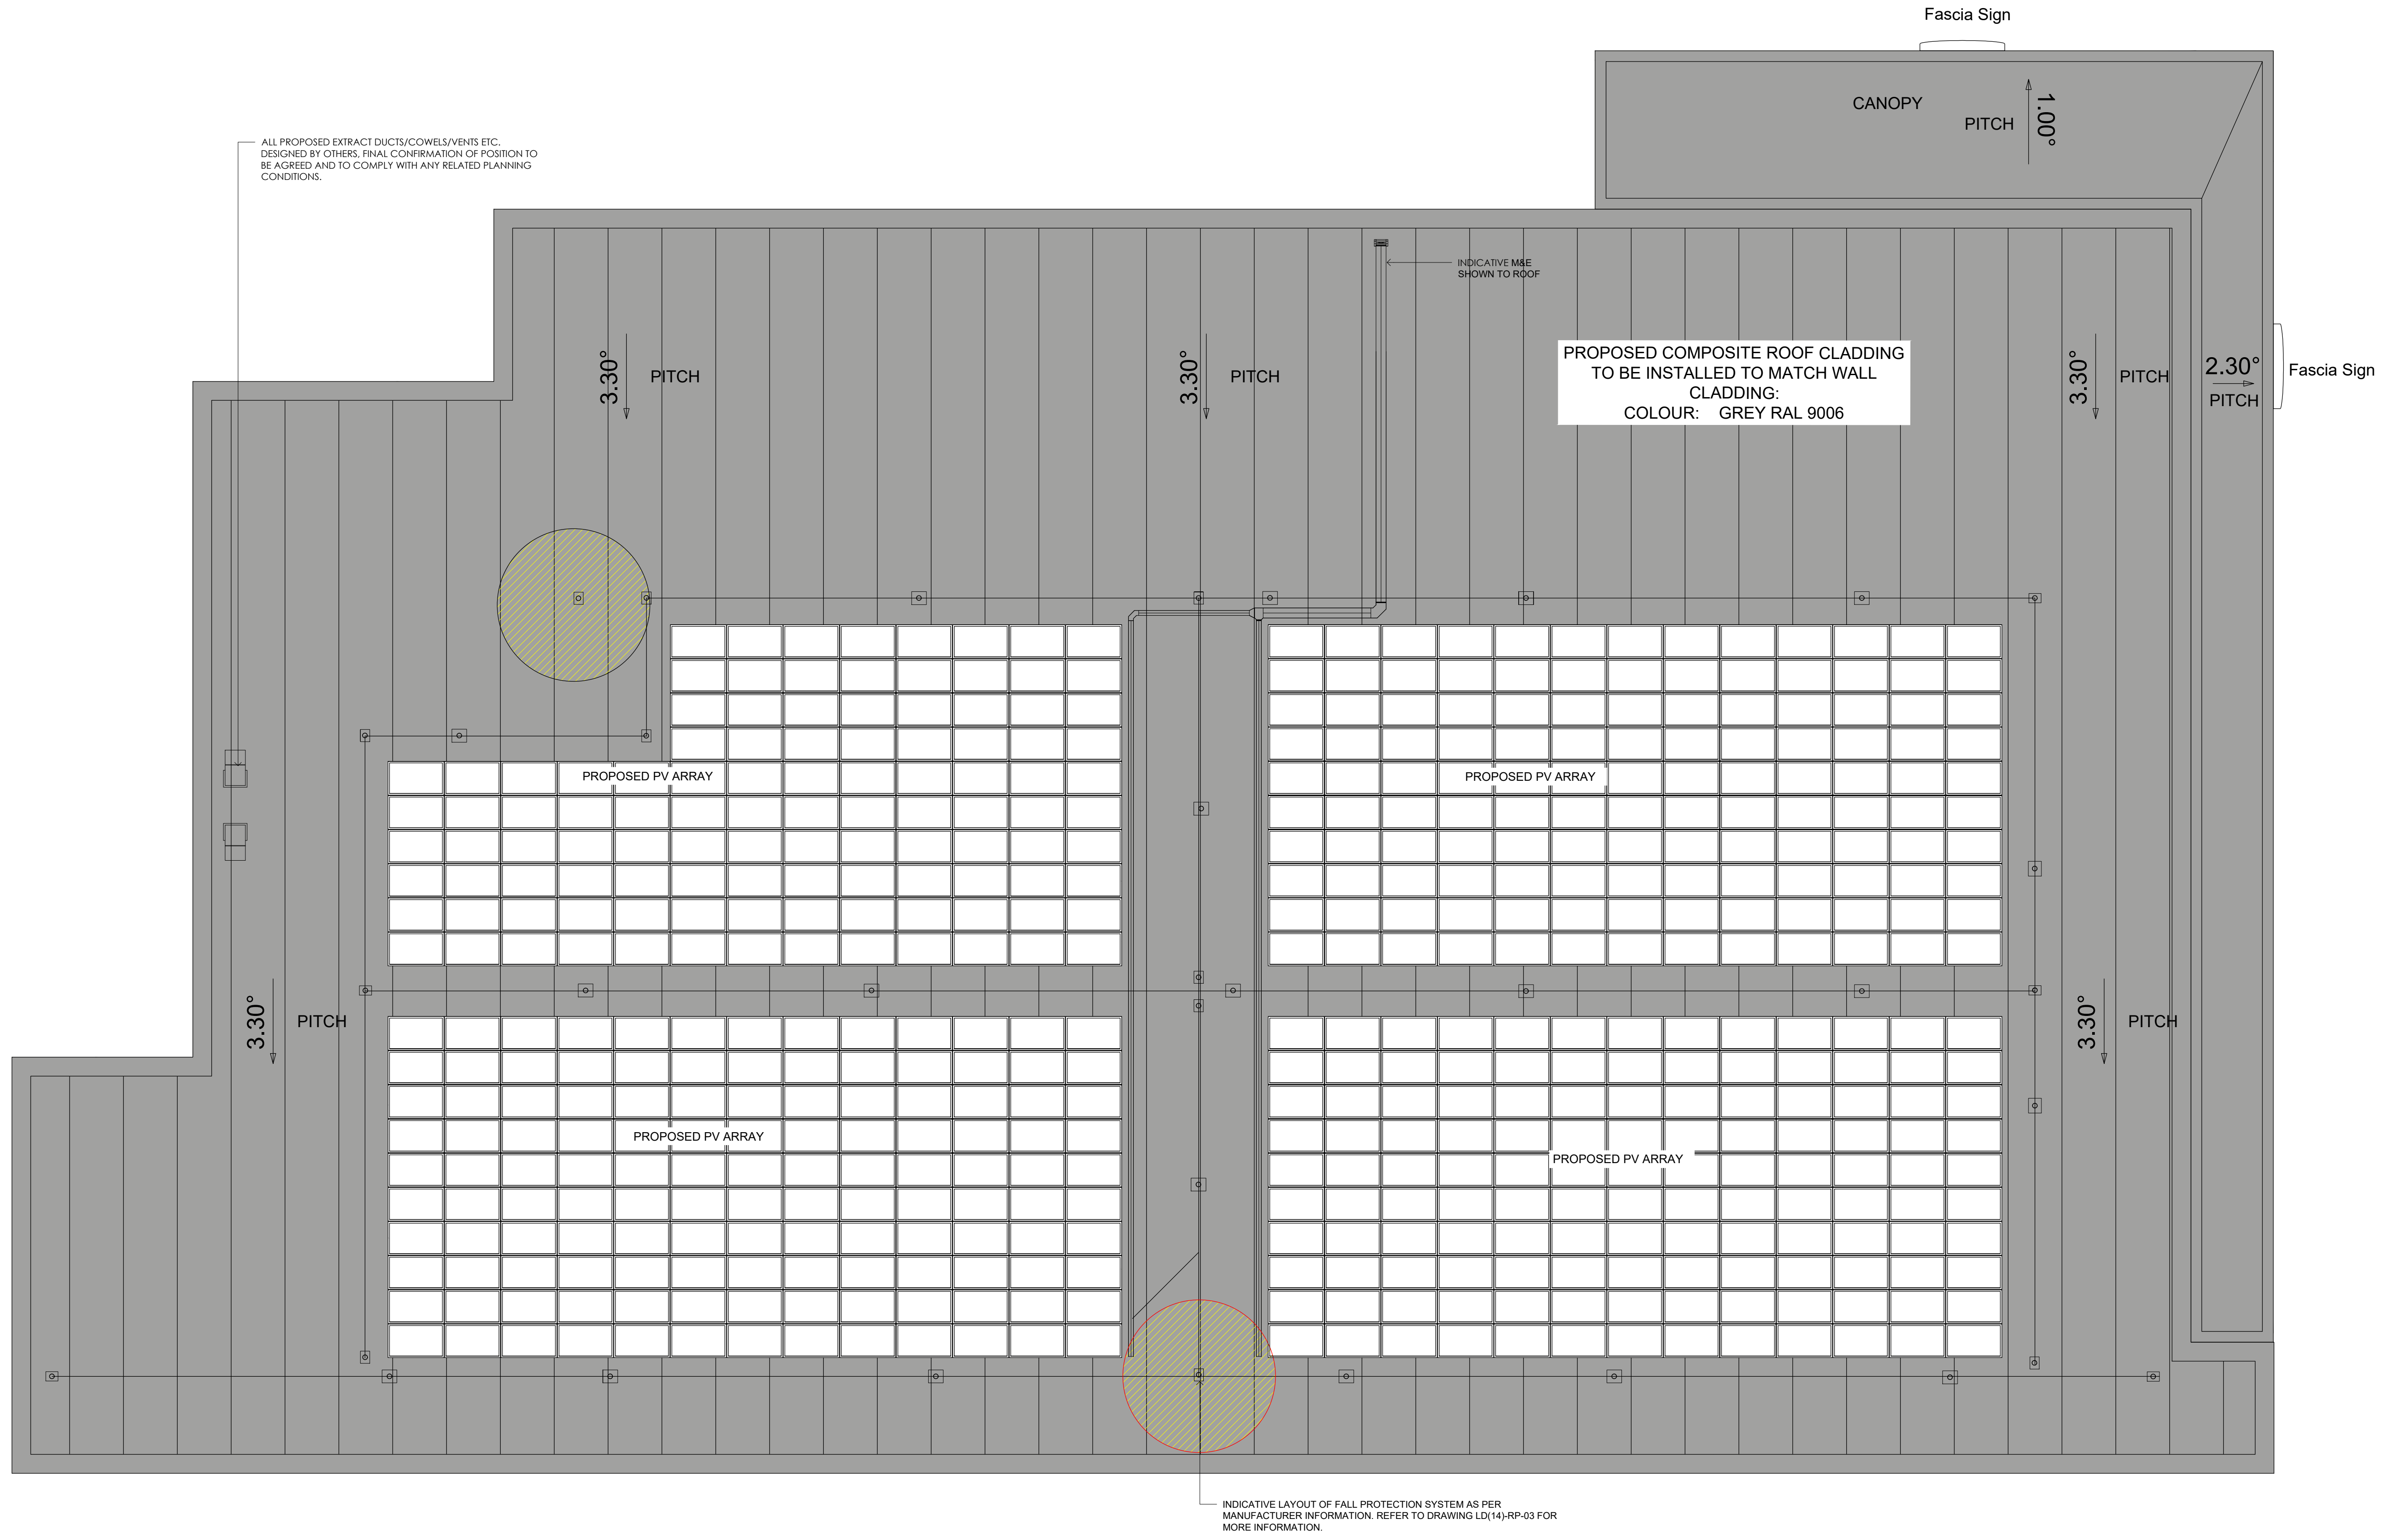 Fascia Sign
CANOPY
PITCH
1.00°
ALL PROPOSED EXTRACT DUCTS/COWELS/VENTS ETC.
DESIGNED BY OTHERS, FINAL CONFIRMATION OF POSITION TO
BE AGREED AND TO COMPLY WITH ANY RELATED PLANNING
CONDITIONS.
INDICATIVE M&E
SHOWN TO ROOF
3.30°
PITCH
3.30°
PITCH
PROPOSED COMPOSITE ROOF CLADDING
TO BE INSTALLED TO MATCH WALL
CLADDING:
COLOUR: GREY RAL 9006
3.30°
PITCH
2.30°
PITCH
Fascia Sign
PROPOSED PV ARRAY
PROPOSED PV ARRAY
3.30°
PITCH
3.30°
PITCH
PROPOSED PV ARRAY
PROPOSED PV ARRAY
INDICATIVE LAYOUT OF FALL PROTECTION SYSTEM AS PER
MANUFACTURER INFORMATION. REFER TO DRAWING LD(14)-RP-03 FOR
MORE INFORMATION.